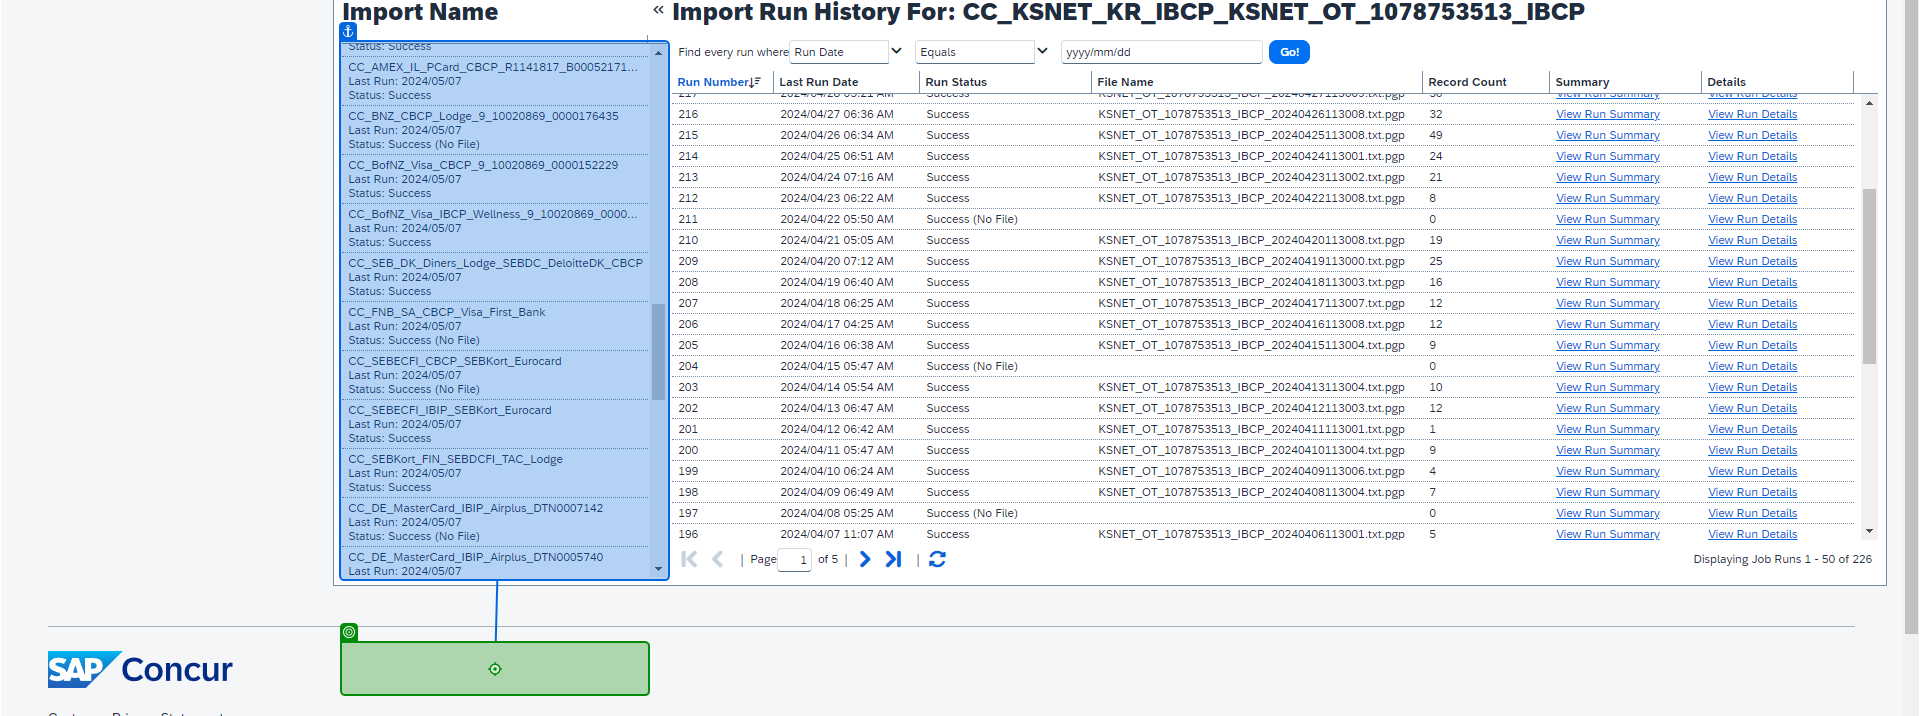 Import Name
«
Import Run History For: CC_KSNET_KR_IBCP_KSNET_OT_1078753513_IBCP
Find every run where Run Date Equals yyyy/mm/dd Go!
Status: Success
CC_AMEX_IL_PCard_CBCP_R1141817_B00052171...
Last Run: 2024/05/07
Status: Success
CC_BNZ_CBCP_Lodge_9_10020869_0000176435
Last Run: 2024/05/07
Status: Success (No File)
CC_BofNZ_Visa_CBCP_9_10020869_0000152229
Last Run: 2024/05/07
Status: Success
CC_BofNZ_Visa_IBCP_Wellness_9_10020869_0000...
Last Run: 2024/05/07
Status: Success
CC_SEB_DK_Diners_Lodge_SEBDC_DeloitteDK_CBCP
Last Run: 2024/05/07
Status: Success
CC_FNB_SA_CBCP_Visa_First_Bank
Last Run: 2024/05/07
Status: Success (No File)
CC_SEBECFI_CBCP_SEBKort_Eurocard
Last Run: 2024/05/07
Status: Success (No File)
CC_SEBECFI_IBIP_SEBKort_Eurocard
Last Run: 2024/05/07
Status: Success
CC_SEBKort_FIN_SEBDCFI_TAC_Lodge
Last Run: 2024/05/07
Status: Success
CC_DE_MasterCard_IBIP_Airplus_DTN0007142
Last Run: 2024/05/07
Status: Success (No File)
CC_DE_MasterCard_IBIP_Airplus_DTN0005740
Last Run: 2024/05/07
Run Number Last Run Date Run Status File Name Record Count Summary Details
216 2024/04/27 06:36 AM Success KSNET_OT_1078753513_IBCP_20240426113008.txt.pgp 32 View Run Summary View Run Details
215 2024/04/26 06:34 AM Success KSNET_OT_1078753513_IBCP_20240425113008.txt.pgp 49 View Run Summary View Run Details
214 2024/04/25 06:51 AM Success KSNET_OT_1078753513_IBCP_20240424113001.txt.pgp 24 View Run Summary View Run Details
213 2024/04/24 07:16 AM Success KSNET_OT_1078753513_IBCP_20240423113002.txt.pgp 21 View Run Summary View Run Details
212 2024/04/23 06:22 AM Success KSNET_OT_1078753513_IBCP_20240422113008.txt.pgp 8 View Run Summary View Run Details
211 2024/04/22 05:50 AM Success (No File) 0 View Run Summary View Run Details
210 2024/04/21 05:05 AM Success KSNET_OT_1078753513_IBCP_20240420113008.txt.pgp 19 View Run Summary View Run Details
209 2024/04/20 07:12 AM Success KSNET_OT_1078753513_IBCP_20240419113000.txt.pgp 25 View Run Summary View Run Details
208 2024/04/19 06:40 AM Success KSNET_OT_1078753513_IBCP_20240418113003.txt.pgp 16 View Run Summary View Run Details
207 2024/04/18 06:25 AM Success KSNET_OT_1078753513_IBCP_20240417113007.txt.pgp 12 View Run Summary View Run Details
206 2024/04/17 04:25 AM Success KSNET_OT_1078753513_IBCP_20240416113008.txt.pgp 12 View Run Summary View Run Details
205 2024/04/16 06:38 AM Success KSNET_OT_1078753513_IBCP_20240415113004.txt.pgp 9 View Run Summary View Run Details
204 2024/04/15 05:47 AM Success (No File) 0 View Run Summary View Run Details
203 2024/04/14 05:54 AM Success KSNET_OT_1078753513_IBCP_20240413113004.txt.pgp 10 View Run Summary View Run Details
202 2024/04/13 06:47 AM Success KSNET_OT_1078753513_IBCP_20240412113003.txt.pgp 12 View Run Summary View Run Details
201 2024/04/12 06:42 AM Success KSNET_OT_1078753513_IBCP_20240411113001.txt.pgp 1 View Run Summary View Run Details
200 2024/04/11 05:47 AM Success KSNET_OT_1078753513_IBCP_20240410113004.txt.pgp 9 View Run Summary View Run Details
199 2024/04/10 06:24 AM Success KSNET_OT_1078753513_IBCP_20240409113006.txt.pgp 4 View Run Summary View Run Details
198 2024/04/09 06:49 AM Success KSNET_OT_1078753513_IBCP_20240408113004.txt.pgp 7 View Run Summary View Run Details
197 2024/04/08 05:25 AM Success (No File) 0 View Run Summary View Run Details
196 2024/04/07 11:07 AM Success KSNET_OT_1078753513_IBCP_20240406113001.txt.pgp 5 View Run Summary View Run Details
| Page 1 of 5 | | Displaying Job Runs 1 - 50 of 226
SAP Concur